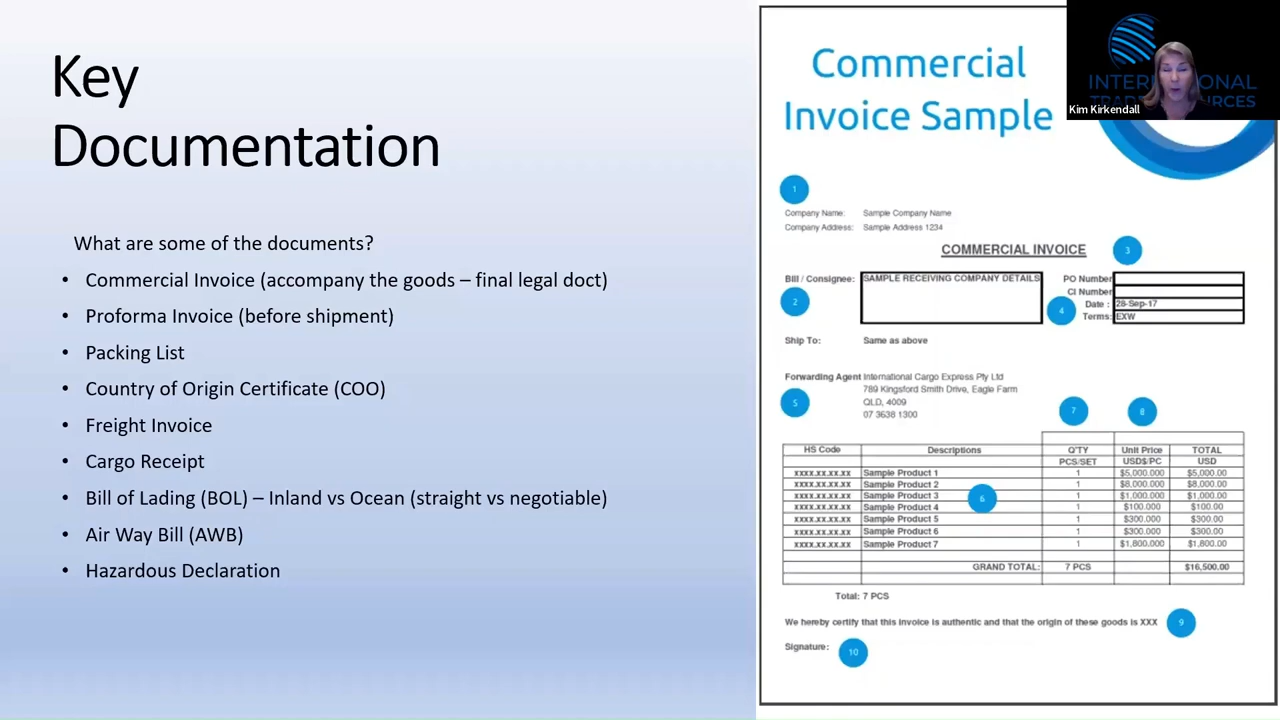 Key
Documentation
What are some of the documents?
• Commercial Invoice (accompany the goods – final legal doct)
• Proforma Invoice (before shipment)
• Packing List
• Country of Origin Certificate (COO)
• Freight Invoice
• Cargo Receipt
• Bill of Lading (BOL) – Inland vs Ocean (straight vs negotiable)
• Air Way Bill (AWB)
• Hazardous Declaration
Commercial
Invoice Sample
Kim Kirkendall
1
Company Name: Sample Company Name
Company Address: Sample Address 1234
COMMERCIAL INVOICE 3
Bill / Consignee: SAMPLE RECEIVING COMPANY DETAILS PO Number
CI Number
2 4 Date : 28-Sep-17
Terms: EXW
Ship To: Same as above
Forwarding Agent International Cargo Express Pty Ltd
789 Kingsford Smith Drive, Eagle Farm
5 QLD, 4009 7 8
07 3638 1300
HS Code Descriptions Q'TY Unit Price TOTAL
PCS/SET USD$/PC USD
xxxx.xx.xx.xx Sample Product 1 1 $5,000.000 $5,000.00
xxxx.xx.xx.xx Sample Product 2 1 $8,000.000 $8,000.00
xxxx.xx.xx.xx Sample Product 3 6 1 $1,000.000 $1,000.00
xxxx.xx.xx.xx Sample Product 4 1 $100.000 $100.00
xxxx.xx.xx.xx Sample Product 5 1 $300.000 $300.00
xxxx.xx.xx.xx Sample Product 6 1 $300.000 $300.00
xxxx.xx.xx.xx Sample Product 7 1 $1,800.000 $1,800.00
GRAND TOTAL: 7 PCS $16,500.00
Total: 7 PCS
We hereby certify that this invoice is authentic and that the origin of these goods is XXX 9
Signature: 10